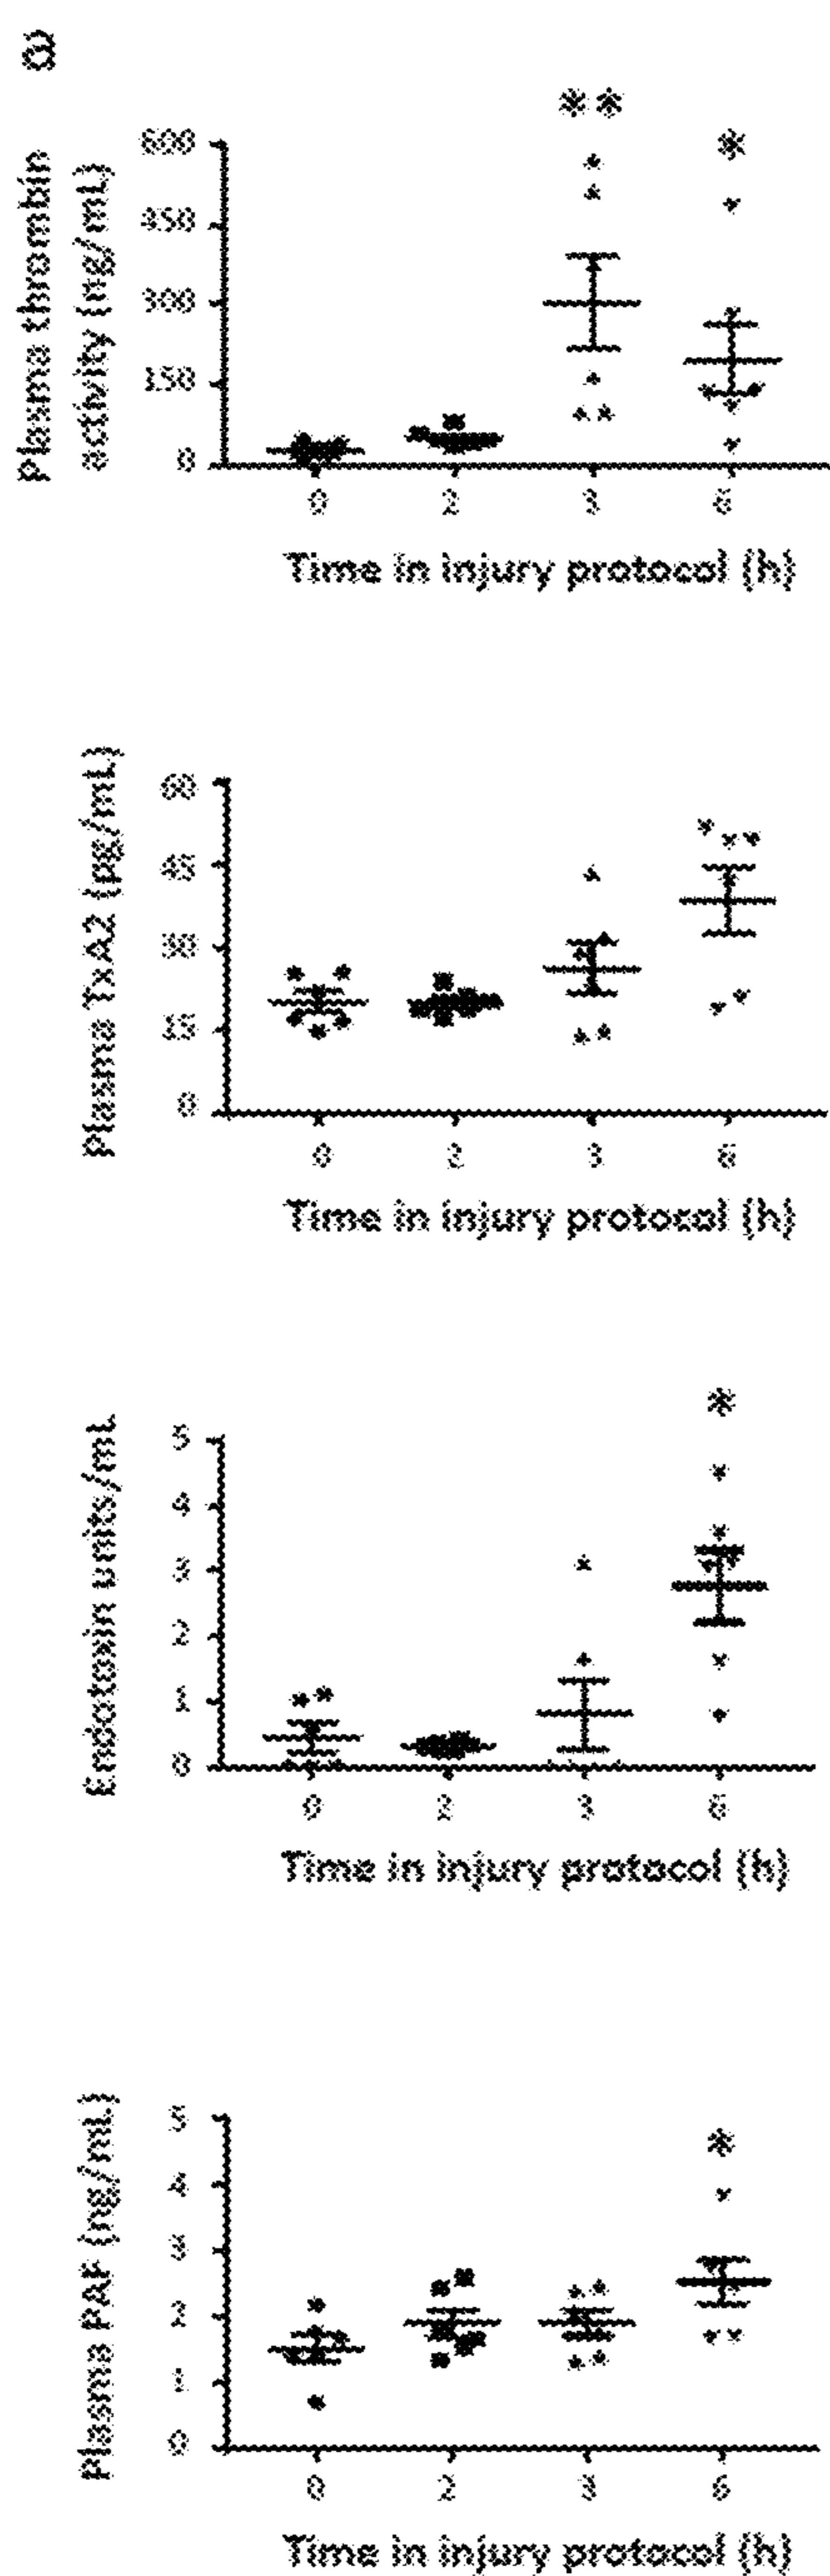 a
**
*
Plasma thrombin
activity (ng/mL)
600
450
300
150
0
0 2 3 6
Time in injury protocol (h)
Plasma TxA2 (pg/mL)
60
45
30
15
0
0 2 3 6
Time in injury protocol (h)
*
Endotoxin units/mL
5
4
3
2
1
0
0 2 3 6
Time in injury protocol (h)
*
Plasma PAF (ng/mL)
5
4
3
2
1
0
0 2 3 6
Time in injury protocol (h)